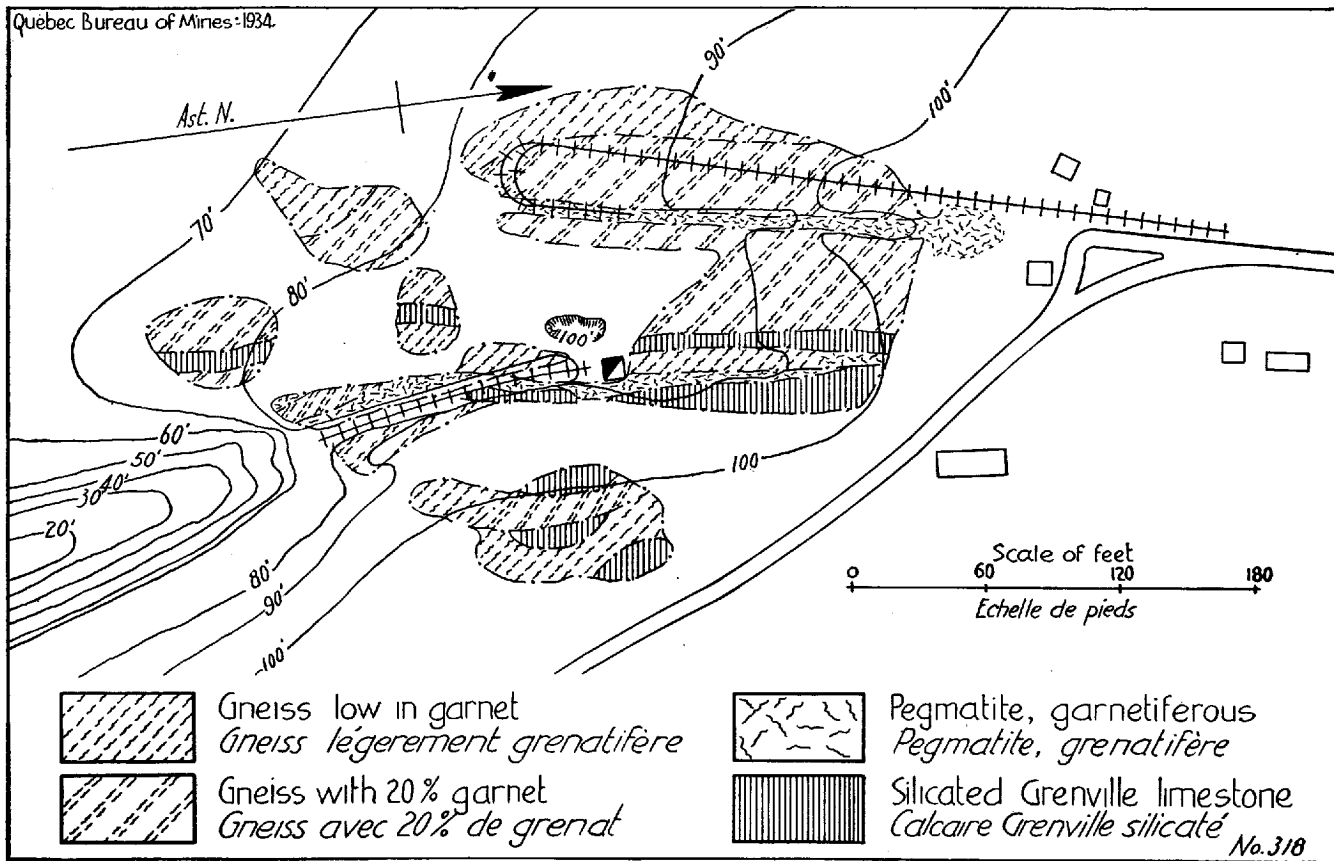 Quebec Bureau of Mines:1934.
Ast. N.
90'
100'
70'
80'
100'
60'
50'
40'
30'
20'
100
80'
90'
100'
Scale of feet
0 60 120 180
Echelle de pieds
Gneiss low in garnet
Gneiss légerement grenatifère
Gneiss with 20% garnet
Gneiss avec 20% de grenat
Pegmatite, garnetiferous
Pegmatite, grenatifère
Silicated Grenville limestone
Calcaire Grenville silicaté
No. 318